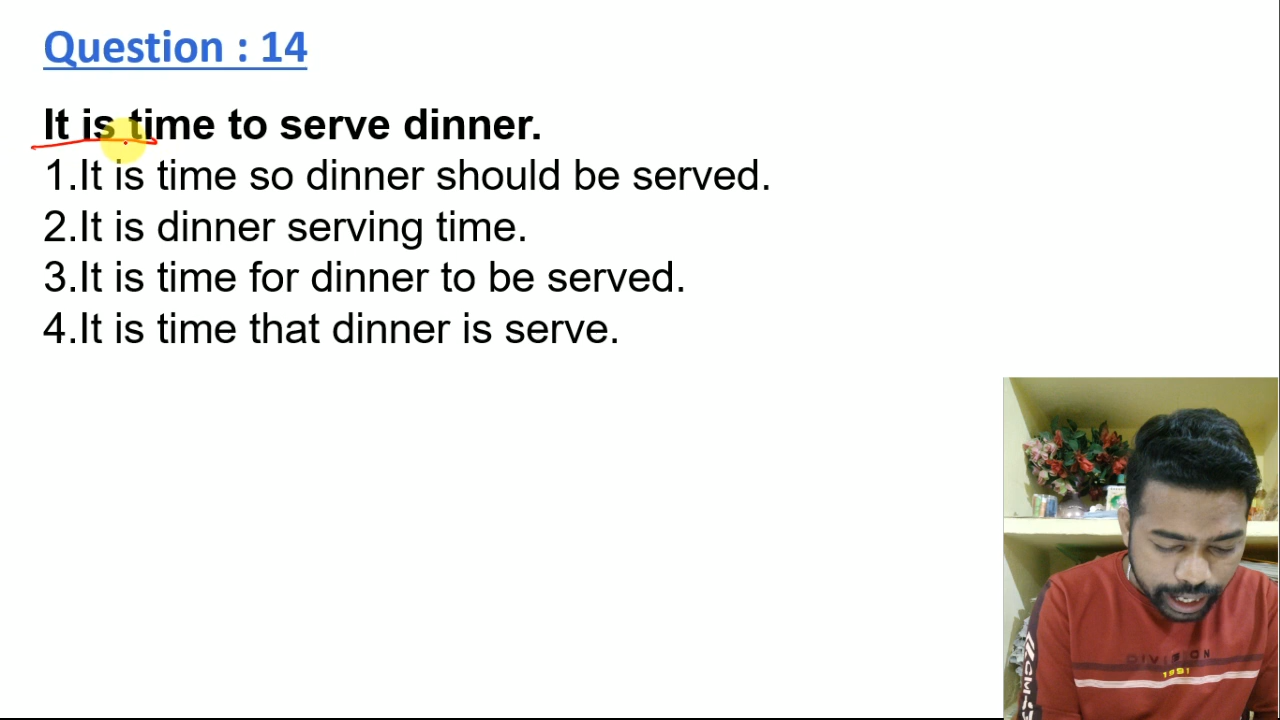 Question : 14
It is time to serve dinner.
1.It is time so dinner should be served.
2.It is dinner serving time.
3.It is time for dinner to be served.
4.It is time that dinner is serve.
DIVISION
1991